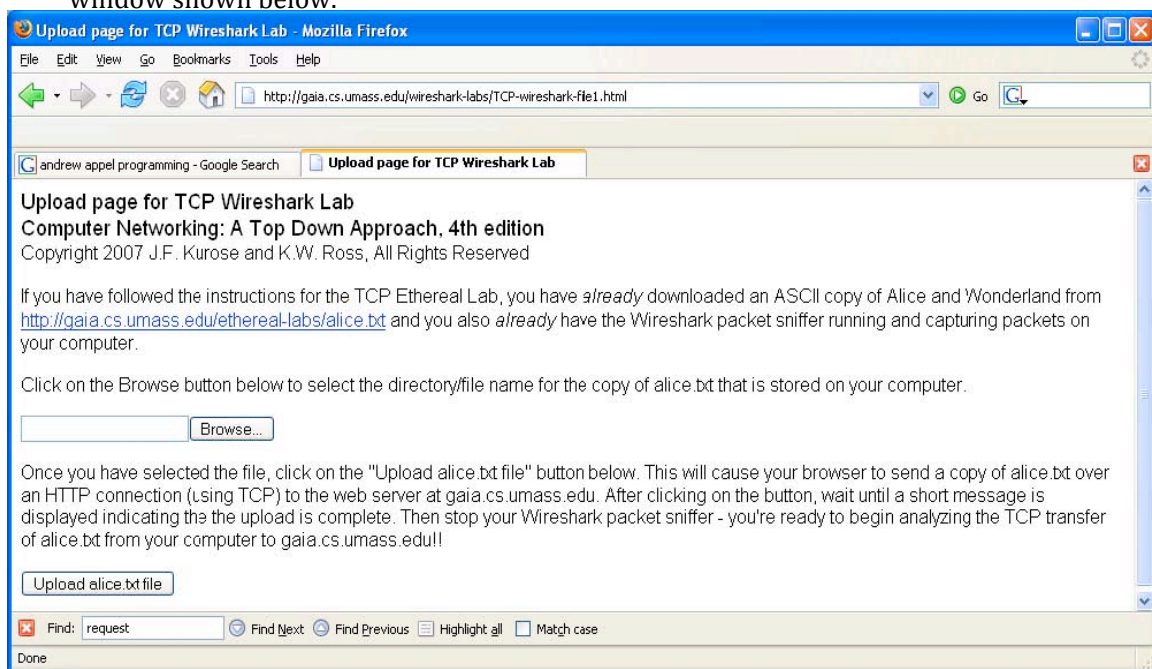 window shown below.
Upload page for TCP Wireshark Lab - Mozilla Firefox
File Edit View Go Bookmarks Tools Help
http://gaia.cs.umass.edu/wireshark-labs/TCP-wireshark-file1.html
Go
G andrew appel programming - Google Search
Upload page for TCP Wireshark Lab
Upload page for TCP Wireshark Lab
Computer Networking: A Top Down Approach, 4th edition
Copyright 2007 J.F. Kurose and K.W. Ross, All Rights Reserved
If you have followed the instructions for the TCP Ethereal Lab, you have already downloaded an ASCII copy of Alice and Wonderland from
http://gaia.cs.umass.edu/ethereal-labs/alice.txt and you also already have the Wireshark packet sniffer running and capturing packets on
your computer.
Click on the Browse button below to select the directory/file name for the copy of alice.txt that is stored on your computer.
Browse...
Once you have selected the file, click on the "Upload alice.txt file" button below. This will cause your browser to send a copy of alice.txt over
an HTTP connection (using TCP) to the web server at gaia.cs.umass.edu. After clicking on the button, wait until a short message is
displayed indicating the the upload is complete. Then stop your Wireshark packet sniffer - you're ready to begin analyzing the TCP transfer
of alice.txt from your computer to gaia.cs.umass.edu!!
Upload alice.txt file
Find: request Find Next Find Previous Highlight all Match case
Done